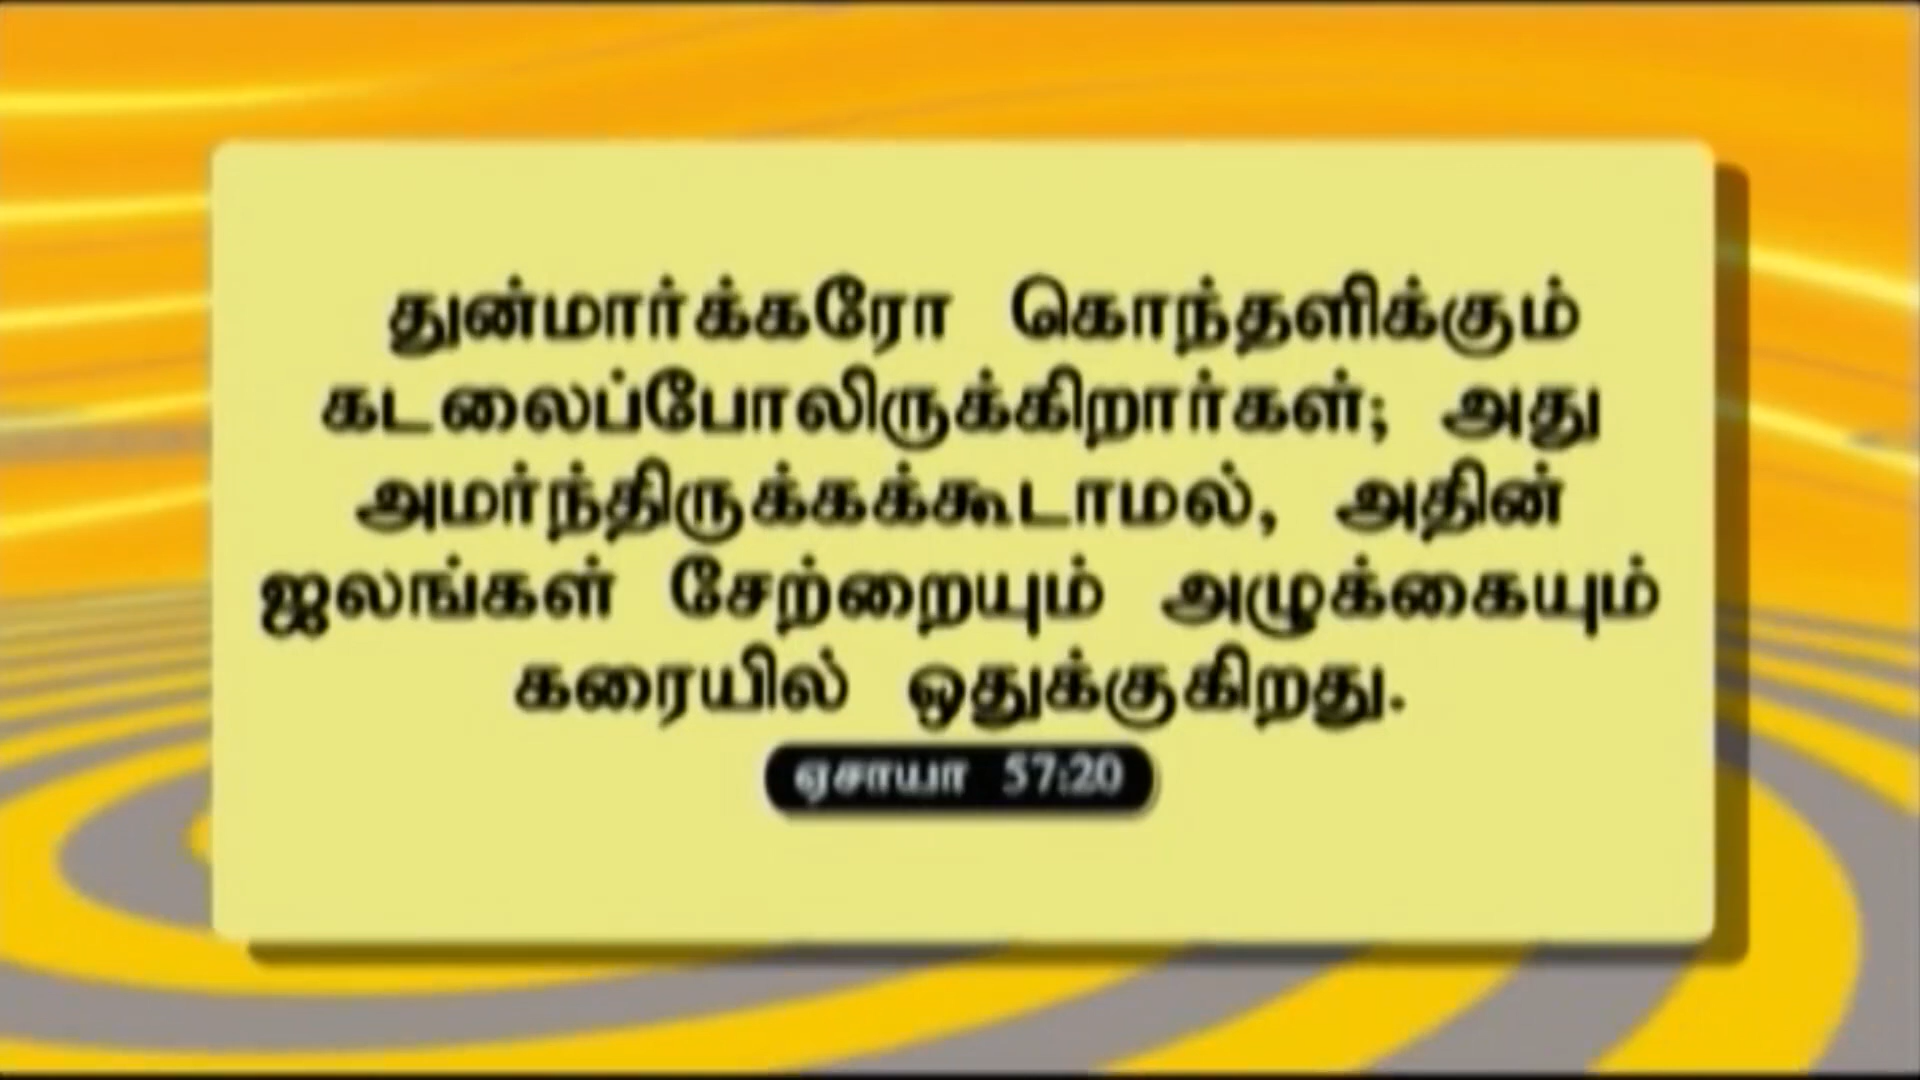 துன்மார்க்கரோ கொந்தளிக்கும்
கடலைப்போலிருக்கிறார்கள்; அது
அமர்ந்திருக்கக்கூடாமல், அதின்
ஜலங்கள் சேற்றையும் அழுக்கையும்
கரையில் ஒதுக்குகிறது.
ஏசாயா 57:20